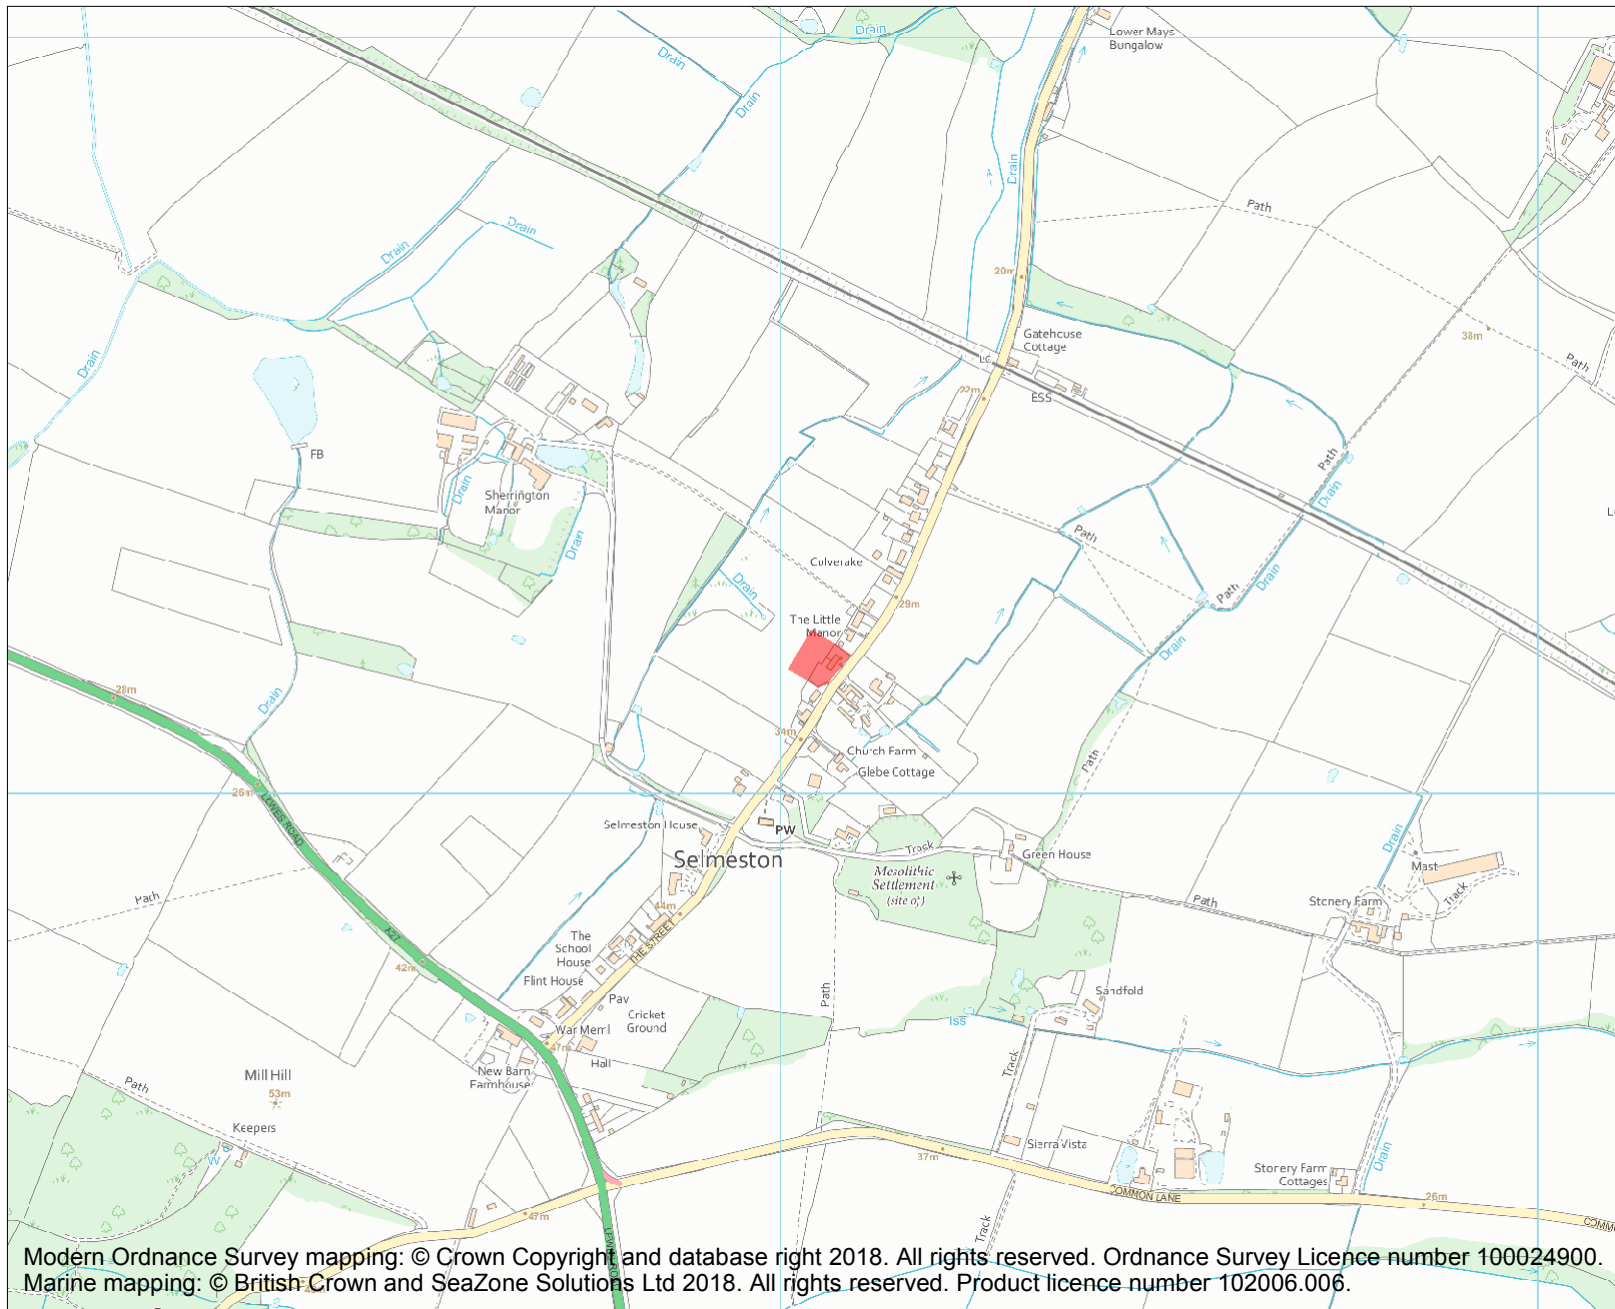 Drain
Lower Mays
Bungalow
Drain
Drain
Drain
Path
Drain
Drain
20m
38m
Gatehouse
Cottage
LC
Path
Drain
ESS
FB
Path
Drain
Sherrington
Manor
Drain
Drain
Path
Culverake
Drain
Drain
Path
29m
The Little
Manor
Drain
28m
Drain
34m
Church Farm
Path
Glebe Cottage
26m
LEWES ROAD
Selmeston House
PW
Drain
Selmeston
Track
Green House
Mesolithic
Settlement
(site of)
Mast
Track
Path
Path
Stonery Farm
44m
THE STREET
The
School
House
A27
42m
Flint House
Pav
Path
Sandfold
Cricket
Ground
Iss
War Meml
47m
Hall
New Barn
Farmhouse
Track
Mill Hill
53m
Path
Keepers
W
37m
Sierra Vista
Drain
Stonery Farm
Cottages
COMMON LANE
26m
47m
Track
Modern Ordnance Survey mapping: © Crown Copyright and database right 2018. All rights reserved. Ordnance Survey Licence number 100024900.
Marine mapping: © British Crown and SeaZone Solutions Ltd 2018. All rights reserved. Product licence number 102006.006.